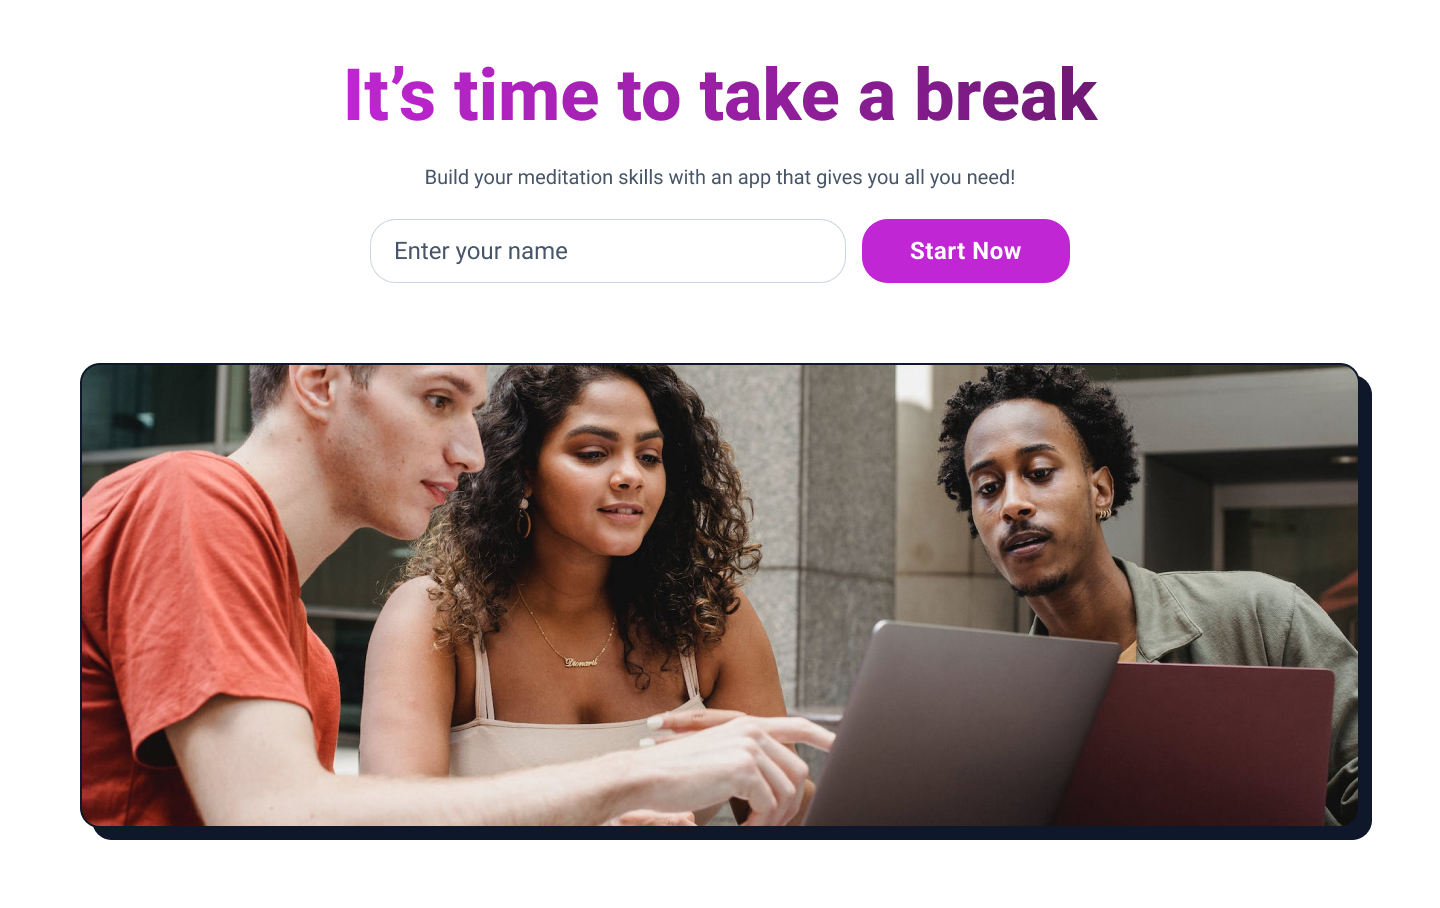 It’s time to take a break
Build your meditation skills with an app that gives you all you need!
Enter your name
Start Now